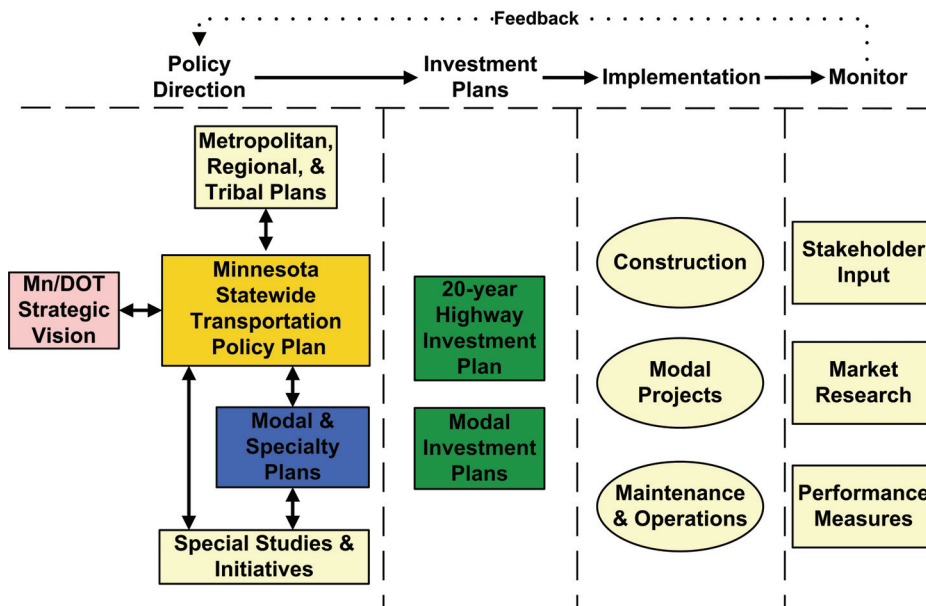 Feedback
Policy
Direction
Investment
Plans
Implementation
Monitor
Metropolitan,
Regional, &
Tribal Plans
Mn/DOT
Strategic
Vision
Minnesota
Statewide
Transportation
Policy Plan
Modal &
Specialty
Plans
Special Studies &
Initiatives
20-year
Highway
Investment
Plan
Modal
Investment
Plans
Construction
Modal
Projects
Maintenance
& Operations
Stakeholder
Input
Market
Research
Performance
Measures